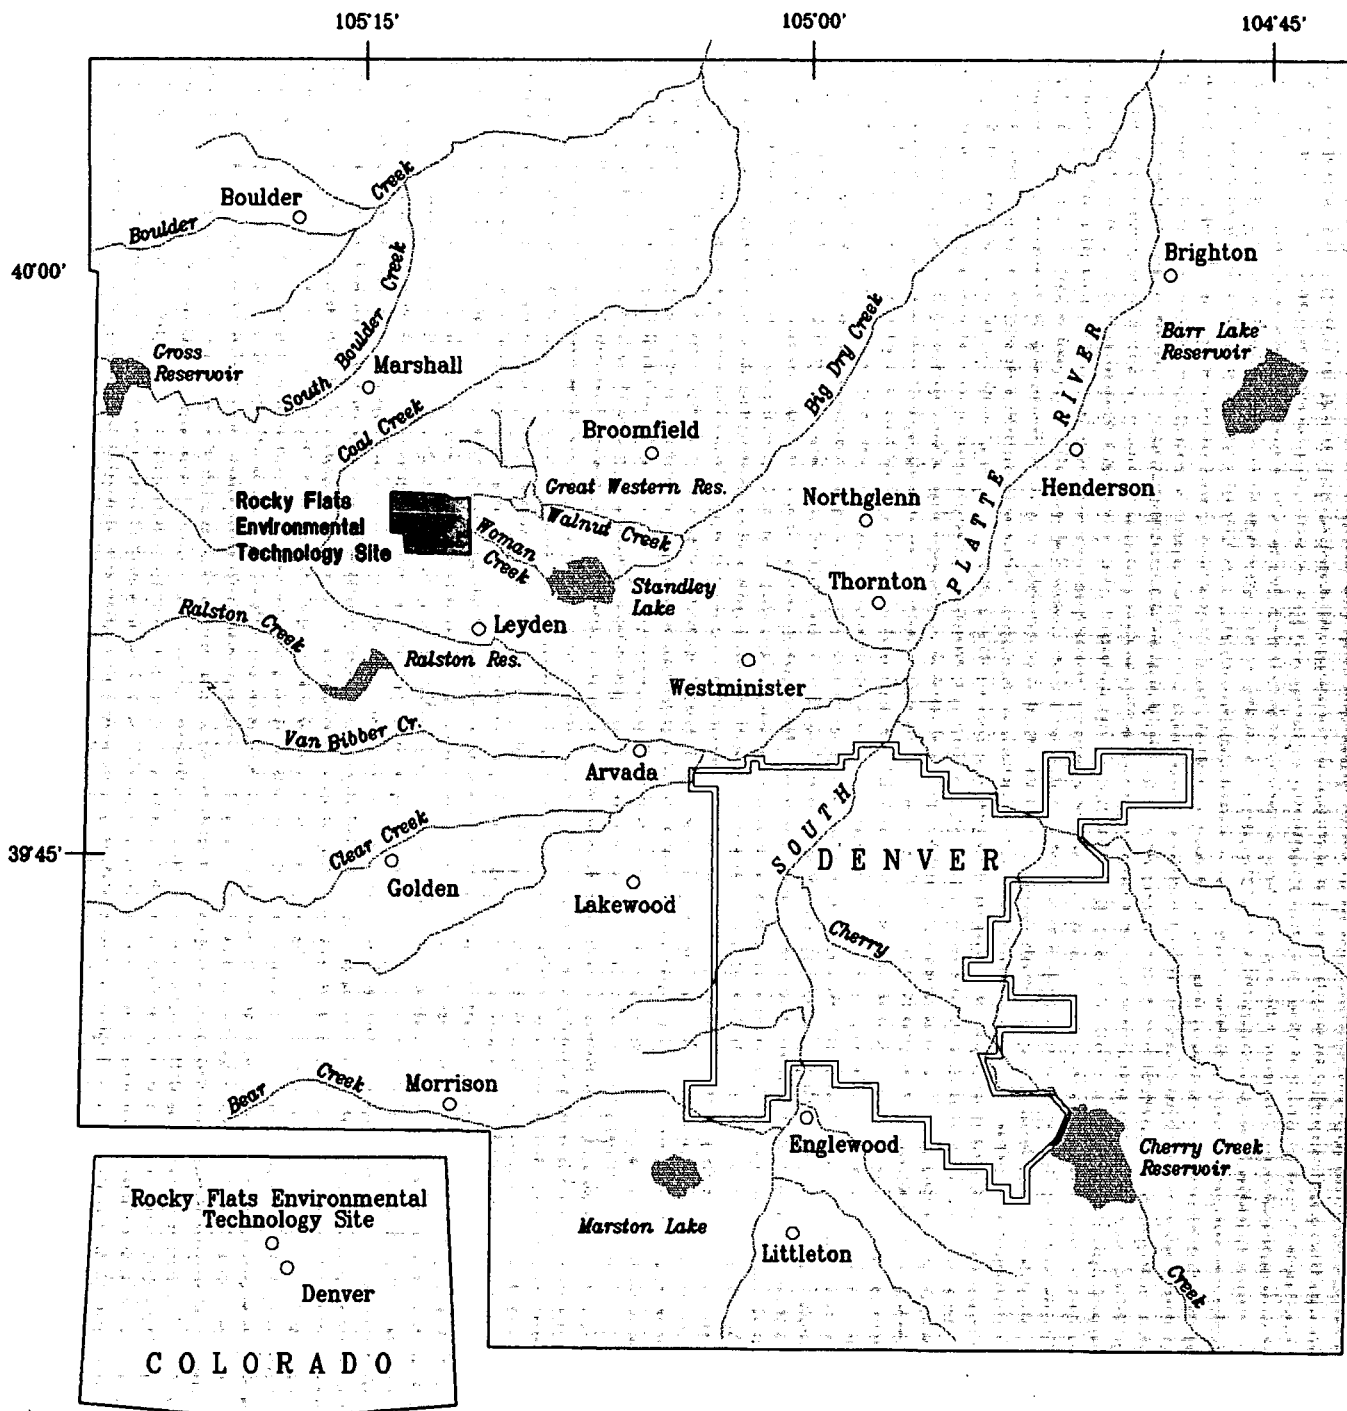 105°15'
105°00'
104°45'
Boulder
Creek
Boulder
40°00'
Creek
Brighton
Gross
Reservoir
Boulder
South
Marshall
Big Dry Creek
RIVER
Barr Lake
Reservoir
Coal Creek
Broomfield
Great Western Res.
Northglenn
Henderson
Rocky Flats
Environmental
Technology Site
Walnut Creek
Woman
Creek
PLATTE
Standley
Lake
Thornton
Ralston Creek
Leyden
Ralston Res.
Westminister
Van Bibber Cr.
Arvada
SOUTH
Clear Creek
39°45'
DENVER
Golden
Lakewood
Cherry
Bear
Creek
Morrison
Englewood
Cherry Creek
Reservoir
Marston Lake
Littleton
Creek
Rocky Flats Environmental
Technology Site
Denver
COLORADO